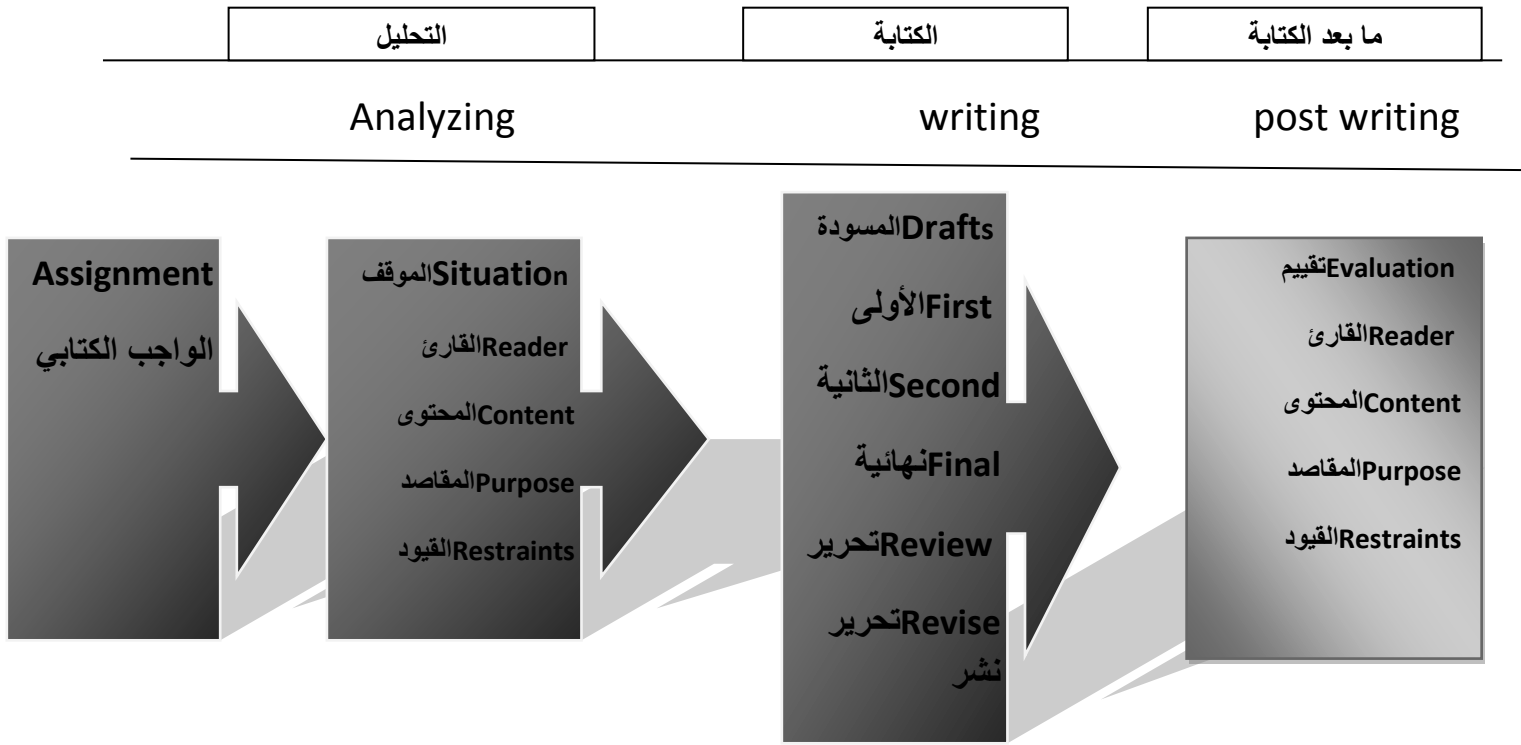 التحليل
الكتابة
ما بعد الكتابة
Analyzing
writing
post writing
Assignment
الواجب الكتابي
Situationالموقف
Readerالقارئ
Contentالمحتوى
Purposeالمقاصد
Restraintsالقيود
Draftsالمسودة
Firstالأولى
Secondالثانية
Finalنهائية
Reviewتحرير
Reviseتحرير
نشر
Evaluationتقييم
Readerالقارئ
Contentالمحتوى
Purposeالمقاصد
Restraintsالقيود